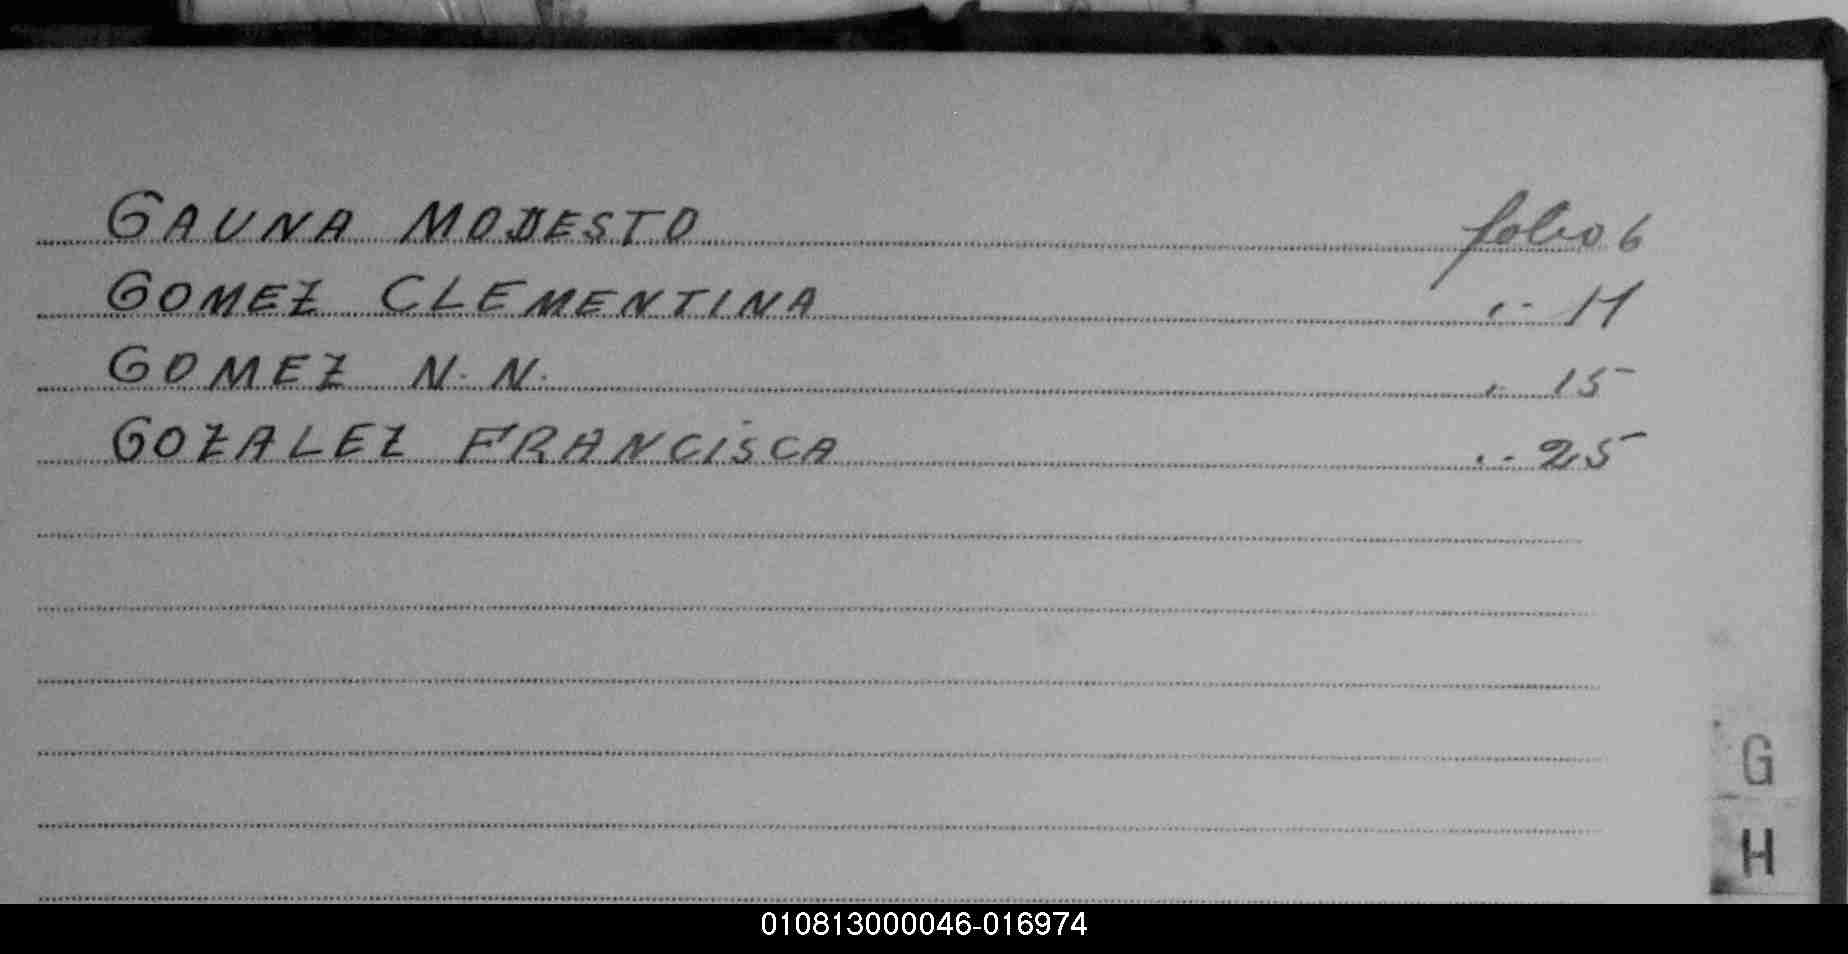 GAUNA MODESTO folio 6
GOMEZ CLEMENTINA .. 11
GOMEZ N. N. .. 15
GOZALEZ FRANCISCA .. 25
G
H
010813000046-016974